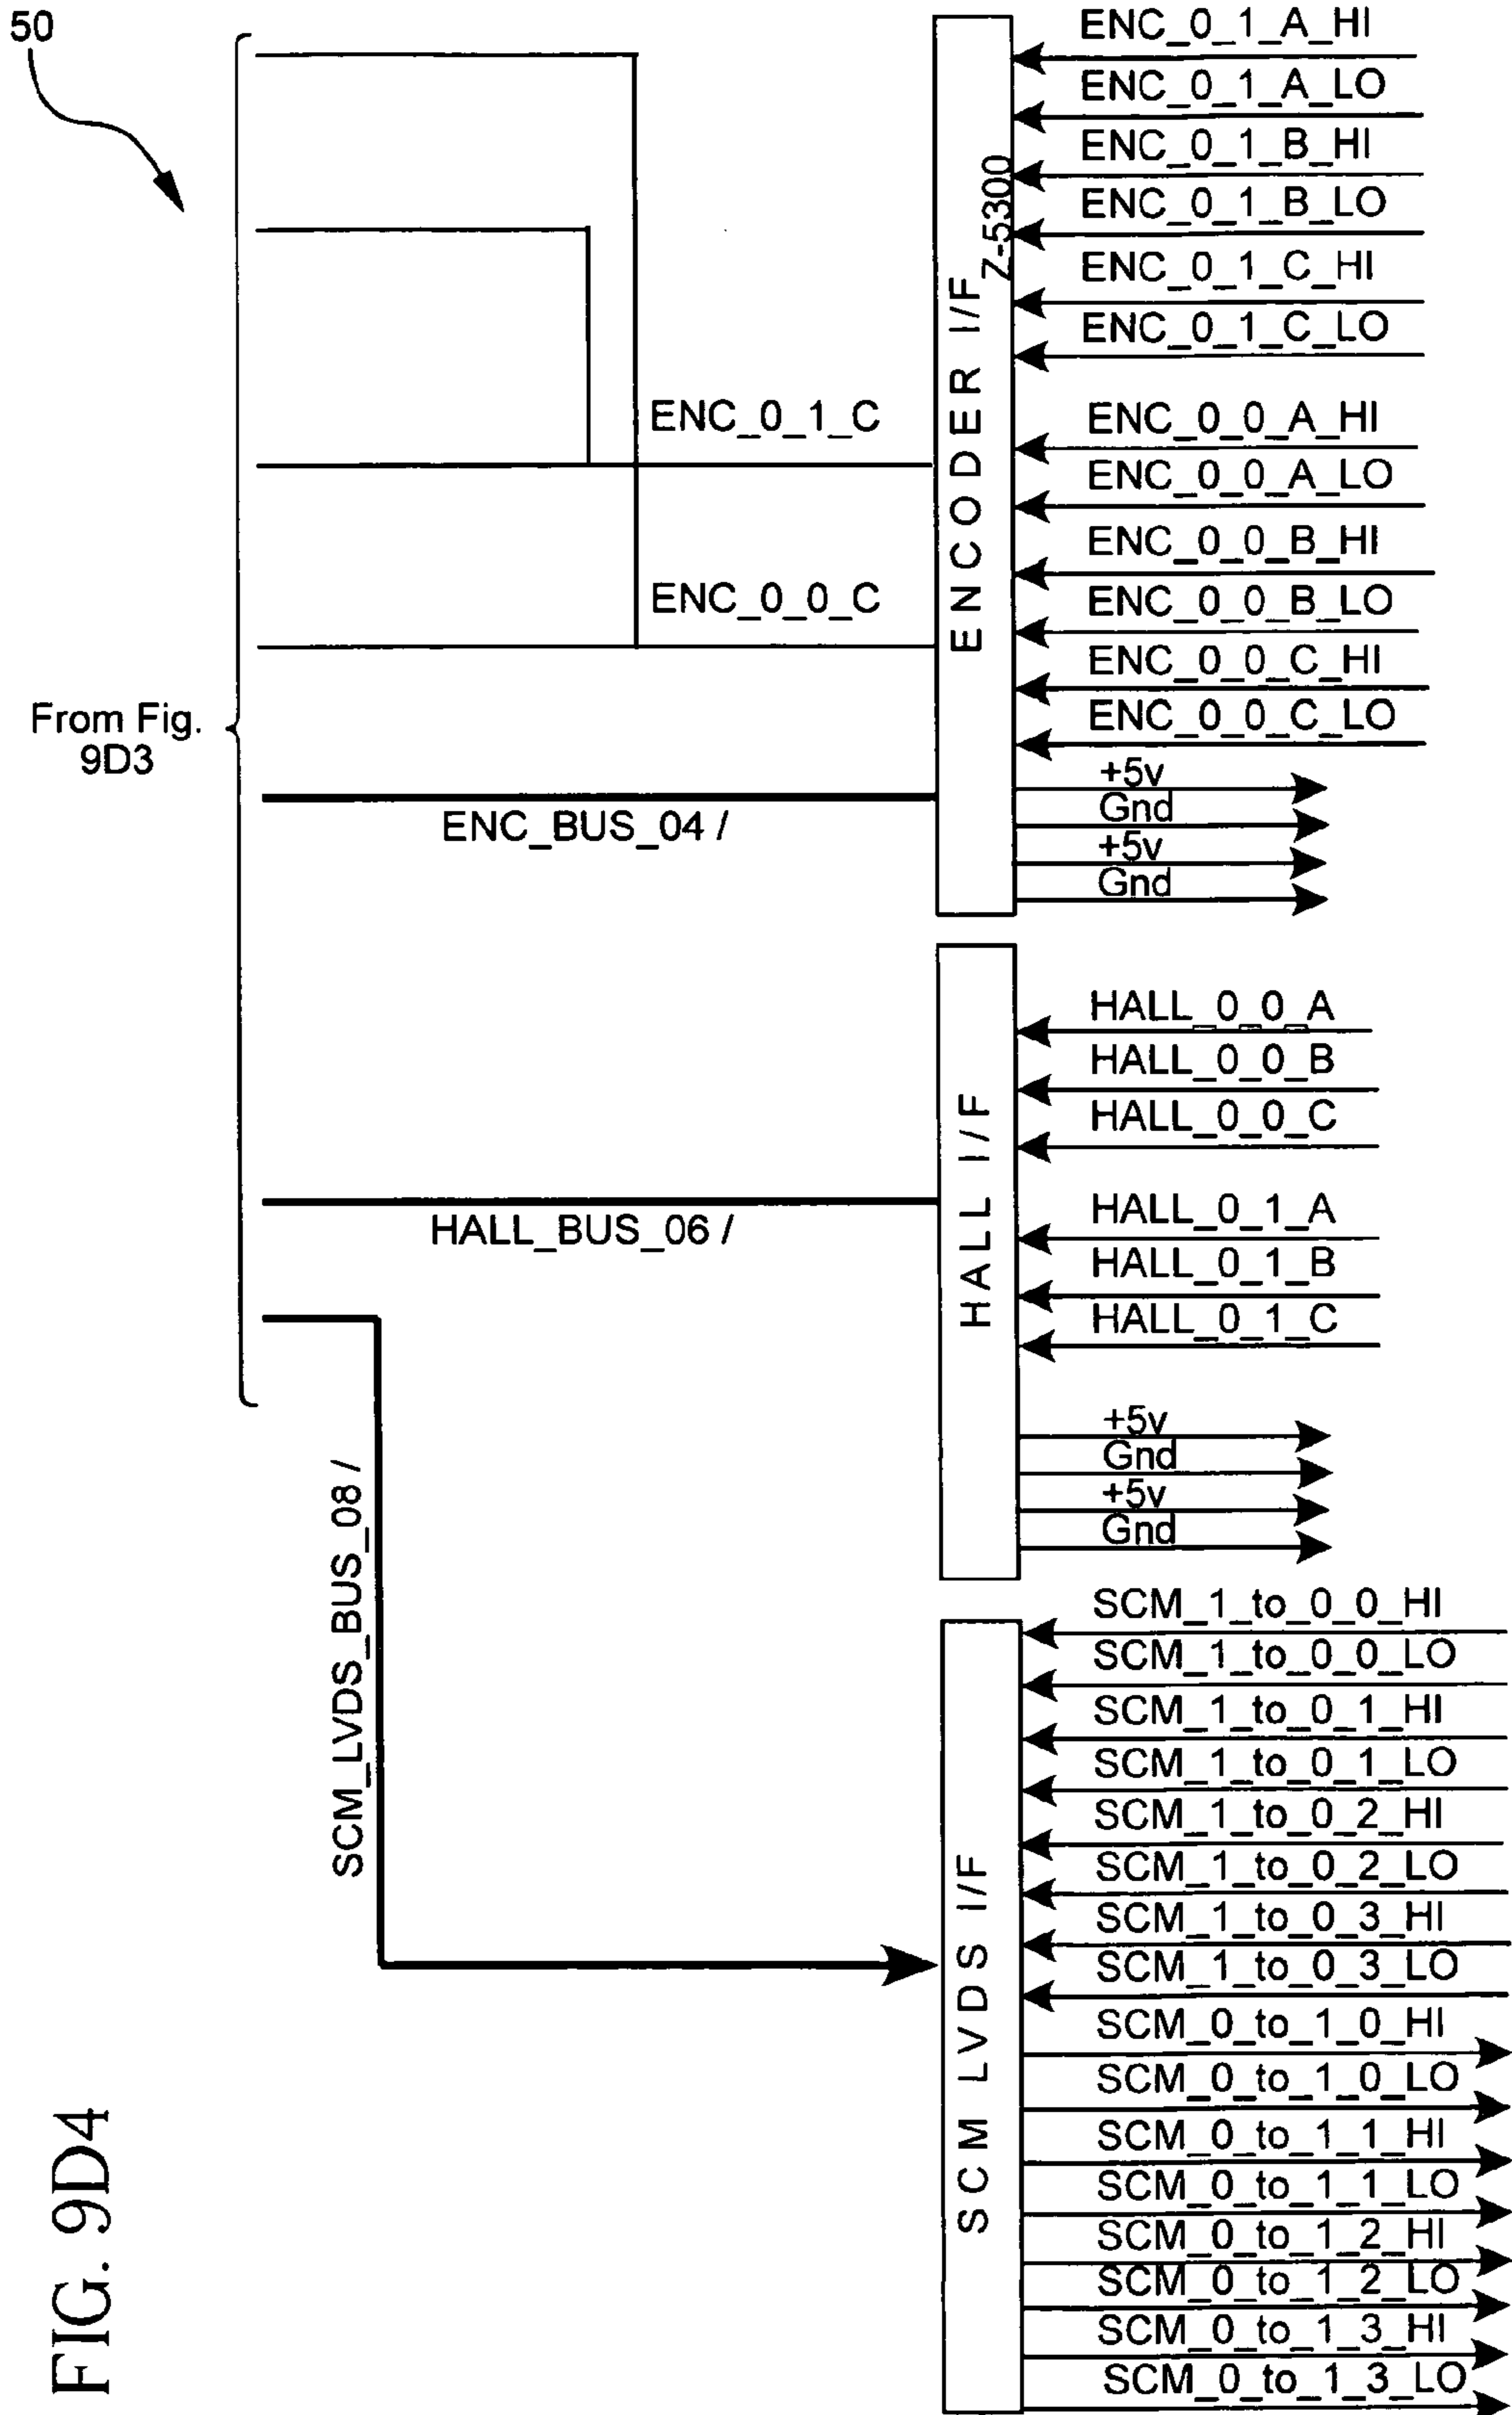 50
From Fig.
9D3
ENC_0_1_C
ENC_0_0_C
ENC_BUS_04 /
HALL_BUS_06 /
SCM_LVDS_BUS_08 /
ENCODER I/F
Z-5300
ENC_0_1_A_HI
ENC_0_1_A_LO
ENC_0_1_B_HI
ENC_0_1_B_LO
ENC_0_1_C_HI
ENC_0_1_C_LO
ENC_0_0_A_HI
ENC_0_0_A_LO
ENC_0_0_B_HI
ENC_0_0_B_LO
ENC_0_0_C_HI
ENC_0_0_C_LO
+5v
Gnd
+5v
Gnd
HALL I/F
HALL_0_0_A
HALL_0_0_B
HALL_0_0_C
HALL_0_1_A
HALL_0_1_B
HALL_0_1_C
+5v
Gnd
+5v
Gnd
SCM LVDS I/F
SCM_1_to_0_0_HI
SCM_1_to_0_0_LO
SCM_1_to_0_1_HI
SCM_1_to_0_1_LO
SCM_1_to_0_2_HI
SCM_1_to_0_2_LO
SCM_1_to_0_3_HI
SCM_1_to_0_3_LO
SCM_0_to_1_0_HI
SCM_0_to_1_0_LO
SCM_0_to_1_1_HI
SCM_0_to_1_1_LO
SCM_0_to_1_2_HI
SCM_0_to_1_2_LO
SCM_0_to_1_3_HI
SCM_0_to_1_3_LO
FIG. 9D4